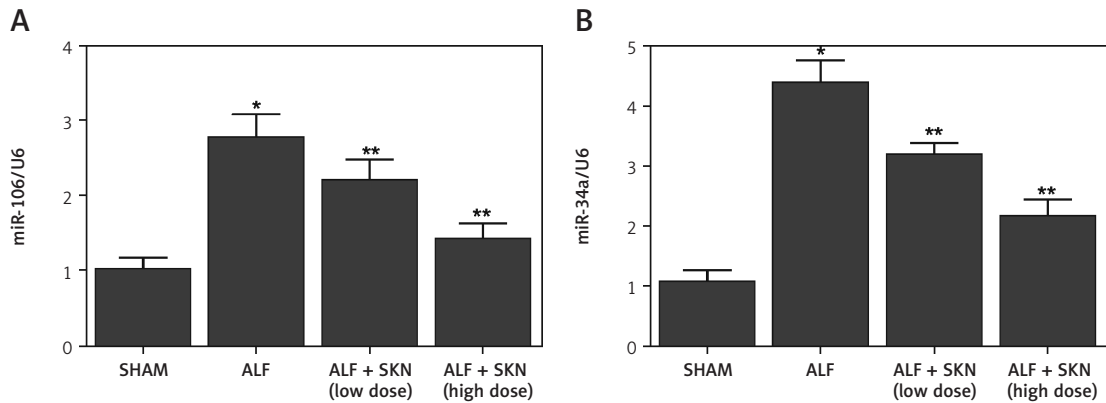 A
miR-106/U6
4
3
2
1
0
*
**
**
SHAM
ALF
ALF + SKN
(low dose)
ALF + SKN
(high dose)
B
miR-34a/U6
5
4
3
2
1
0
*
**
**
SHAM
ALF
ALF + SKN
(low dose)
ALF + SKN
(high dose)